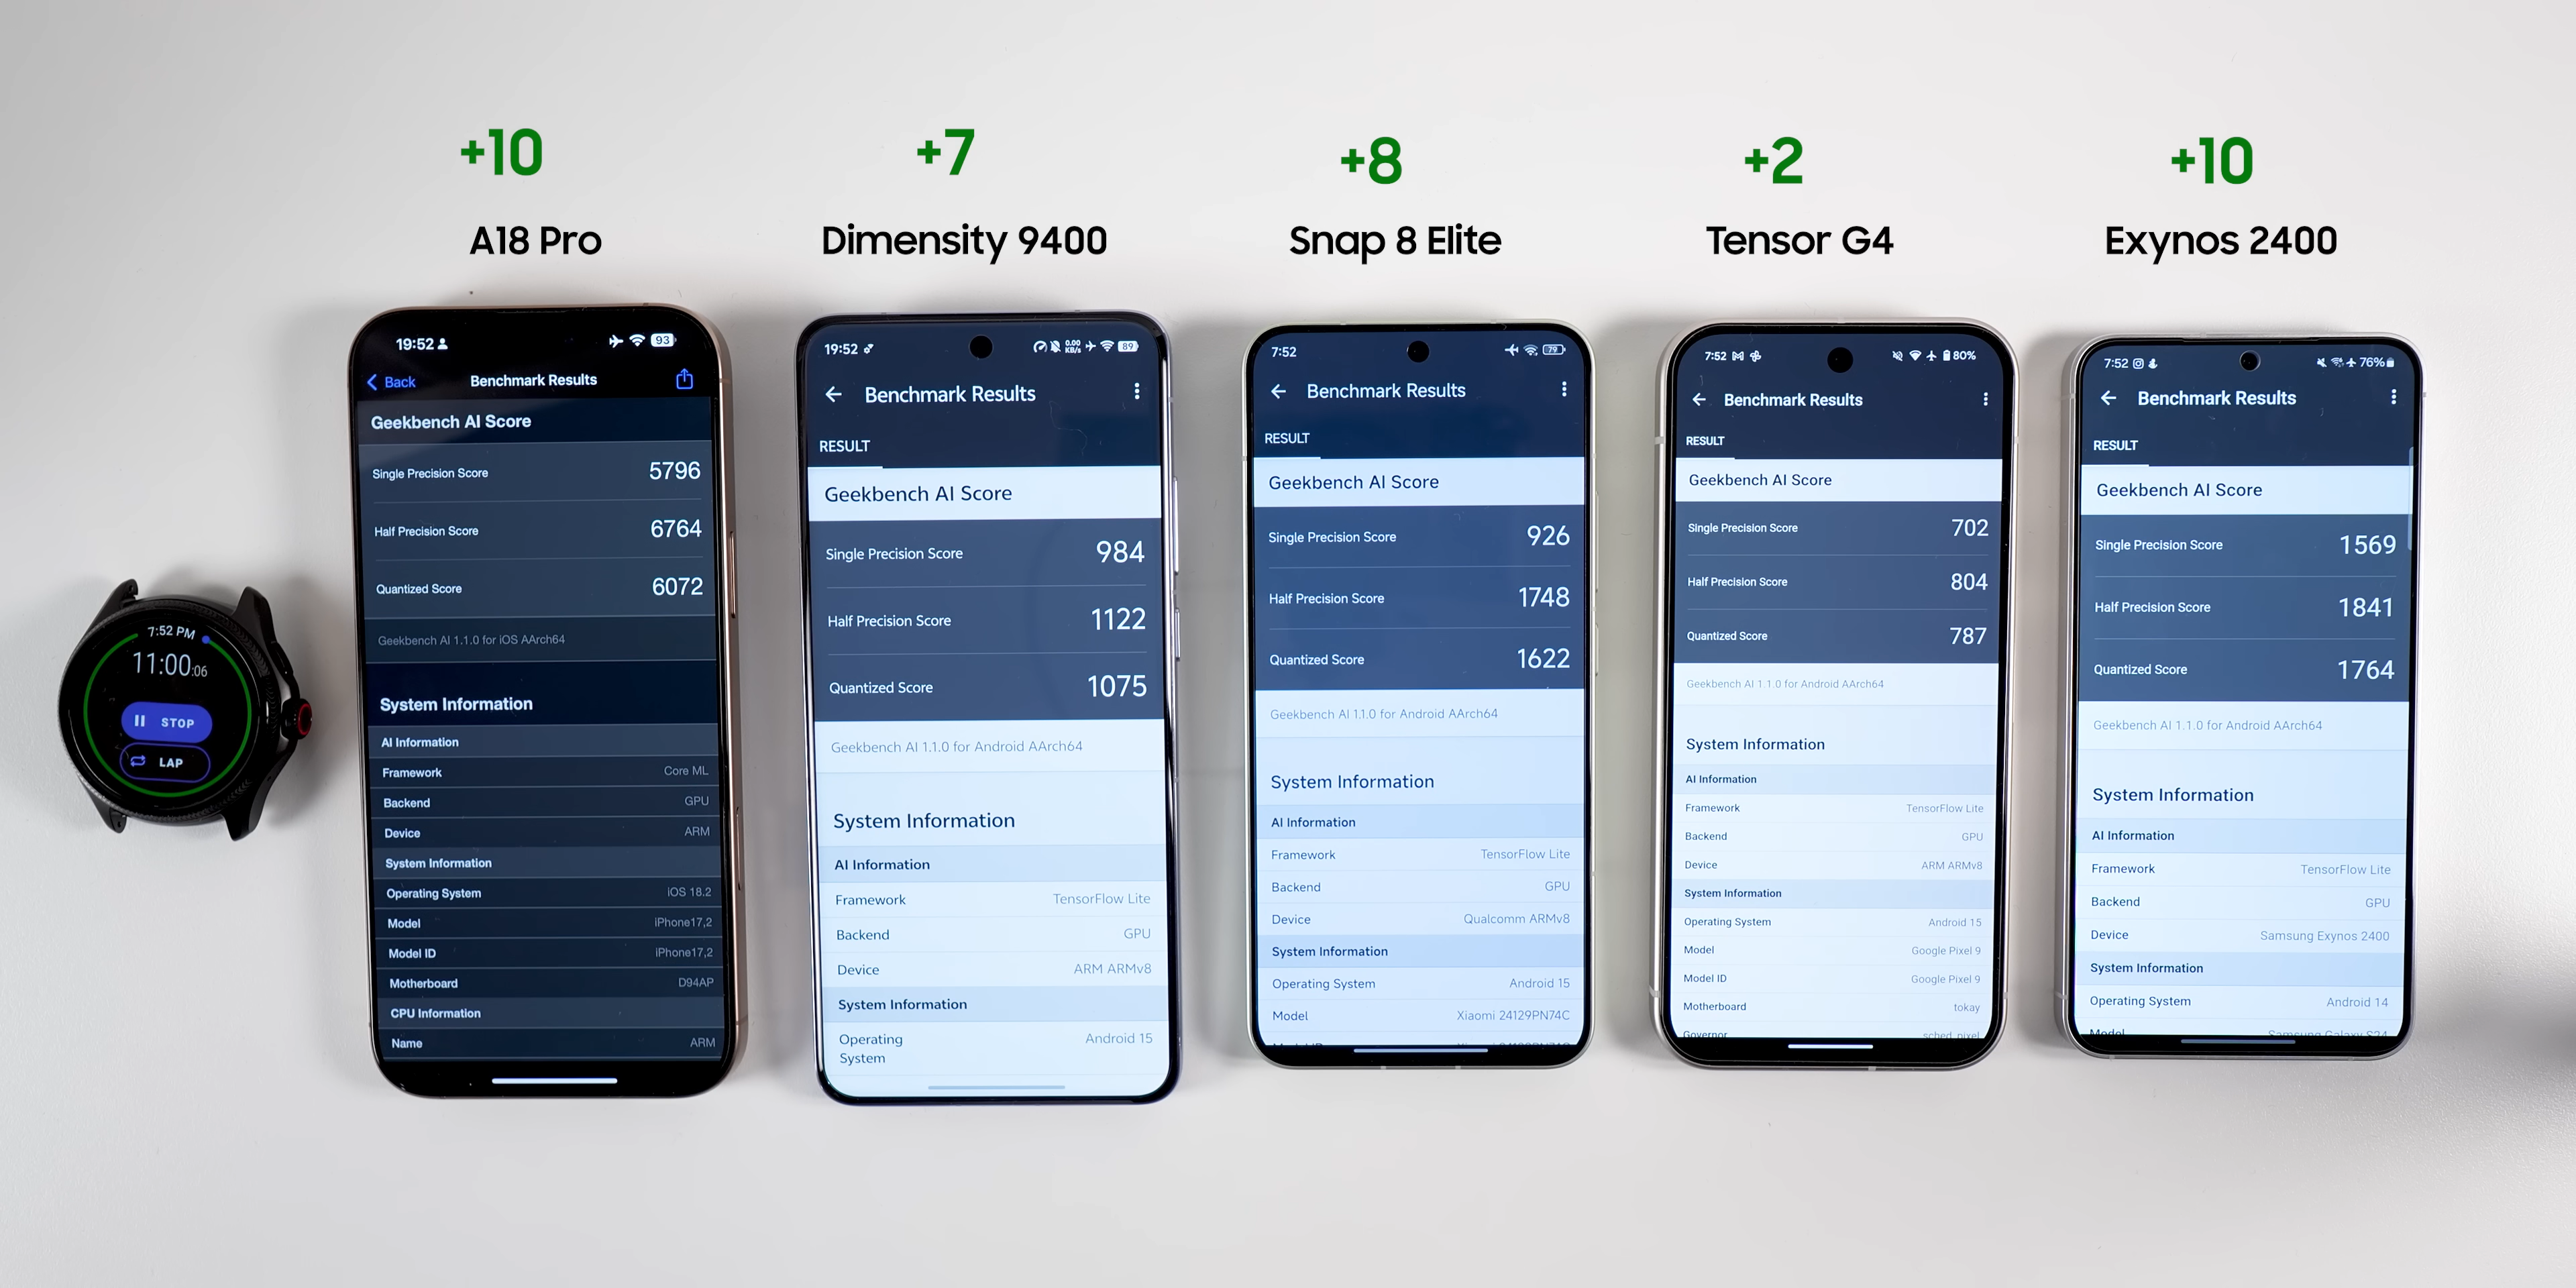 +10
A18 Pro
+7
Dimensity 9400
+8
Snap 8 Elite
+2
Tensor G4
+10
Exynos 2400
7:52 PM
11:00:06
STOP
LAP
19:52
93
Back
Benchmark Results
Geekbench AI Score
Single Precision Score 5796
Half Precision Score 6764
Quantized Score 6072
Geekbench AI 1.1.0 for iOS AArch64
System Information
AI Information
Framework Core ML
Backend GPU
Device ARM
System Information
Operating System iOS 18.2
Model iPhone17,2
Model ID iPhone17,2
Motherboard D94AP
CPU Information
Name ARM
19:52
0.00 KB/s
89
Benchmark Results
RESULT
Geekbench AI Score
Single Precision Score 984
Half Precision Score 1122
Quantized Score 1075
Geekbench AI 1.1.0 for Android AArch64
System Information
AI Information
Framework TensorFlow Lite
Backend GPU
Device ARM ARMv8
System Information
Operating Android 15
System
7:52
79
Benchmark Results
RESULT
Geekbench AI Score
Single Precision Score 926
Half Precision Score 1748
Quantized Score 1622
Geekbench AI 1.1.0 for Android AArch64
System Information
AI Information
Framework TensorFlow Lite
Backend GPU
Device Qualcomm ARMv8
System Information
Operating System Android 15
Model Xiaomi 24129PN74C
7:52
80%
Benchmark Results
RESULT
Geekbench AI Score
Single Precision Score 702
Half Precision Score 804
Quantized Score 787
Geekbench AI 1.1.0 for Android AArch64
System Information
AI Information
Framework TensorFlow Lite
Backend GPU
Device ARM ARMv8
System Information
Operating System Android 15
Model Google Pixel 9
Model ID Google Pixel 9
Motherboard tokay
Governor sched_pixel
7:52
76%
Benchmark Results
RESULT
Geekbench AI Score
Single Precision Score 1569
Half Precision Score 1841
Quantized Score 1764
Geekbench AI 1.1.0 for Android AArch64
System Information
AI Information
Framework TensorFlow Lite
Backend GPU
Device Samsung Exynos 2400
System Information
Operating System Android 14
Model Samsung Galaxy S24